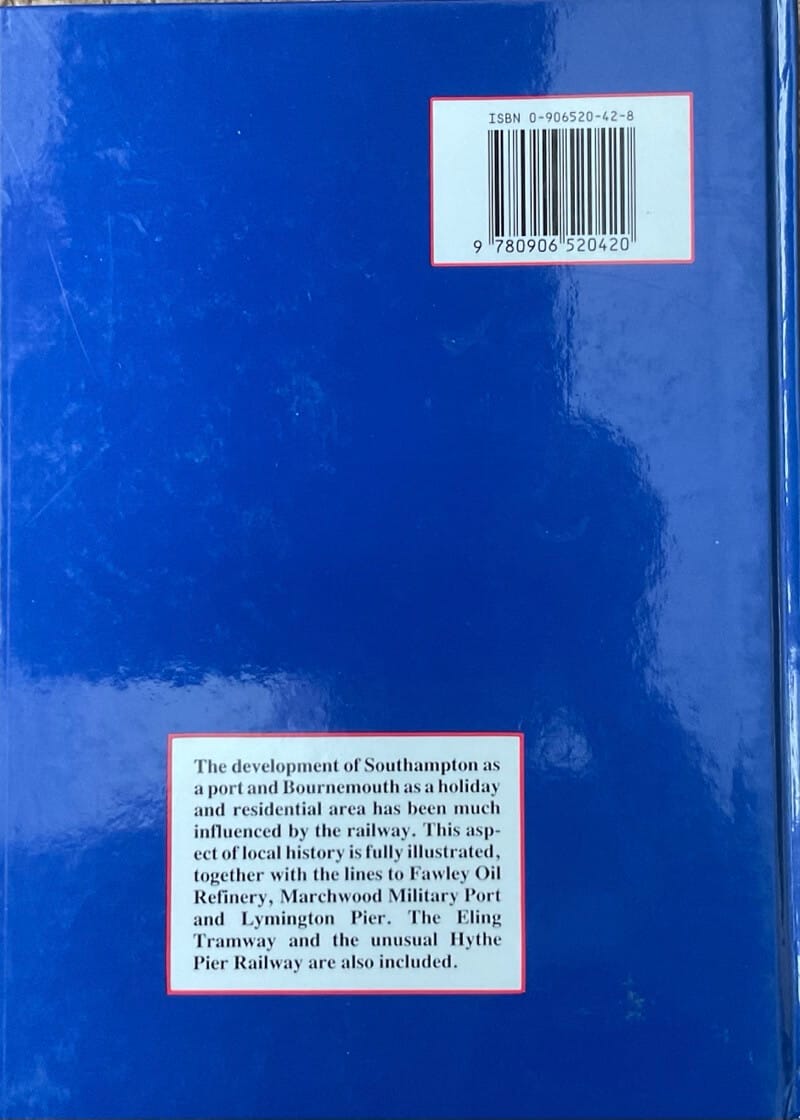 ISBN 0-906520-42-8
9 780906 520420
The development of Southampton as
a port and Bournemouth as a holiday
and residential area has been much
influenced by the railway. This asp-
ect of local history is fully illustrated,
together with the lines to Fawley Oil
Refinery, Marchwood Military Port
and Lymington Pier. The Eling
Tramway and the unusual Hythe
Pier Railway are also included.